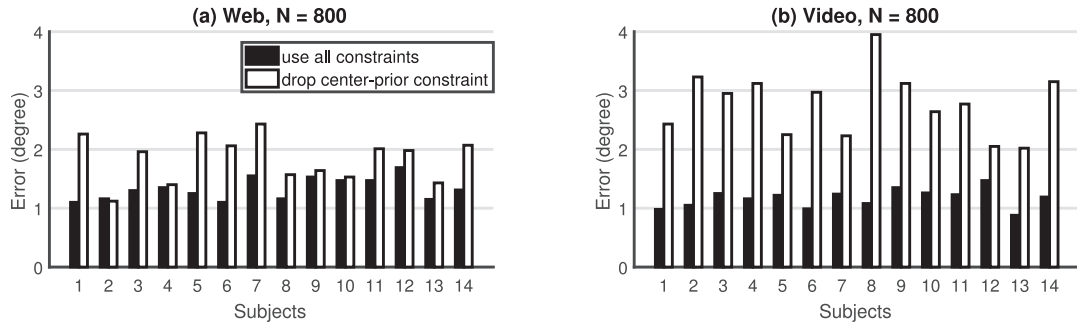 (a) Web, N = 800
4
3
2
1
0
Error (degree)
use all constraints
drop center-prior constraint
1 2 3 4 5 6 7 8 9 10 11 12 13 14
Subjects
(b) Video, N = 800
4
3
2
1
0
Error (degree)
1 2 3 4 5 6 7 8 9 10 11 12 13 14
Subjects